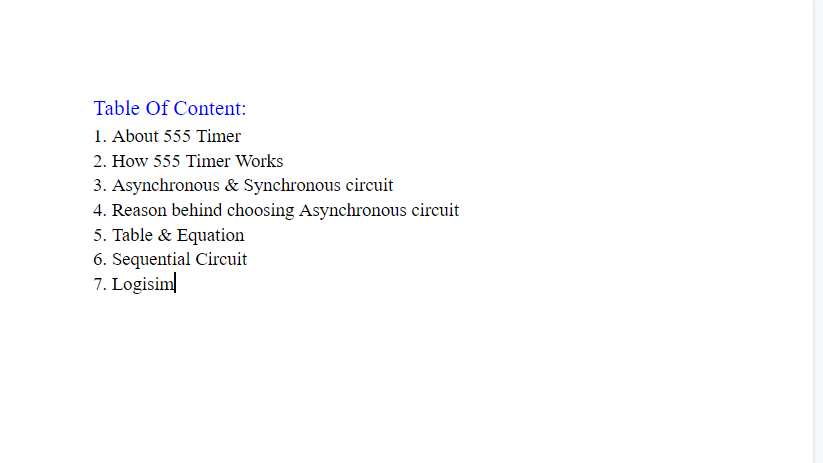 Table Of Content:
1. About 555 Timer
2. How 555 Timer Works
3. Asynchronous & Synchronous circuit
4. Reason behind choosing Asynchronous circuit
5. Table & Equation
6. Sequential Circuit
7. Logisim